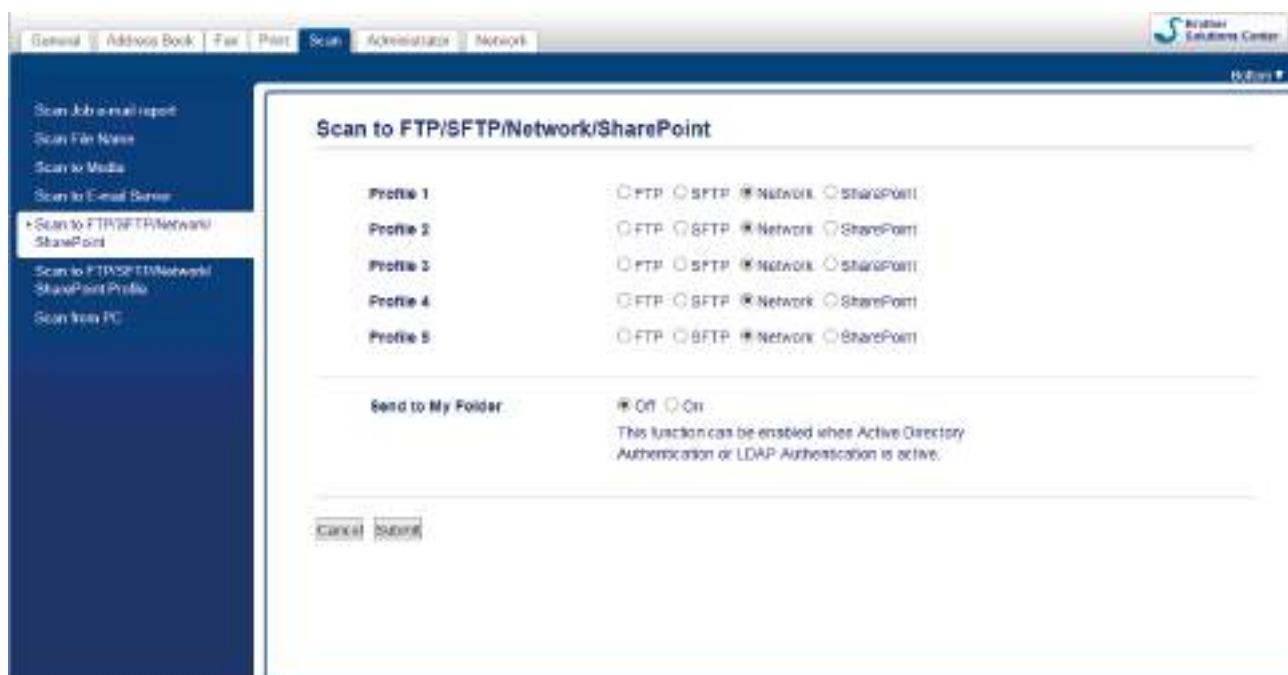 General
Address Book
Fax
Print
Scan
Administrator
Network
Brother
Solutions Center
Bottom ▼
Scan Job e-mail report
Scan File Name
Scan to Media
Scan to E-mail Server
Scan to FTP/SFTP/Network/
SharePoint
Scan to FTP/SFTP/Network/
SharePoint Profile
Scan from PC
Scan to FTP/SFTP/Network/SharePoint
Profile 1 FTP SFTP Network SharePoint
Profile 2 FTP SFTP Network SharePoint
Profile 3 FTP SFTP Network SharePoint
Profile 4 FTP SFTP Network SharePoint
Profile 5 FTP SFTP Network SharePoint
Send to My Folder Off On
This function can be enabled when Active Directory
Authentication or LDAP Authentication is active.
Cancel Submit